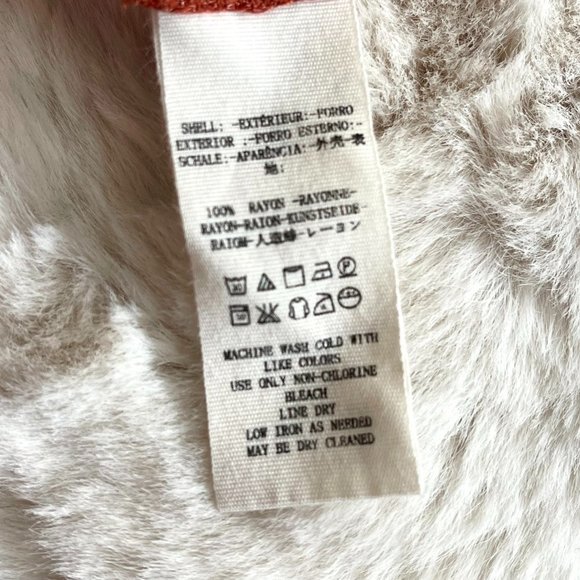 SHELL: -EXTÉRIEUR: -FORRO
EXTERIOR :-FORRO ESTERNO:-
SCHALE:-APARÊNCIA:-外壳-表
地:
100% RAYON -RAYONNE-
RAYON-RAION-KUNSTSEIDE-
RAIOM-人造絲-レーヨン
MACHINE WASH COLD WITH
LIKE COLORS
USE ONLY NON-CHLORINE
BLEACH
LINE DRY
LOW IRON AS NEEDED
MAY BE DRY CLEANED